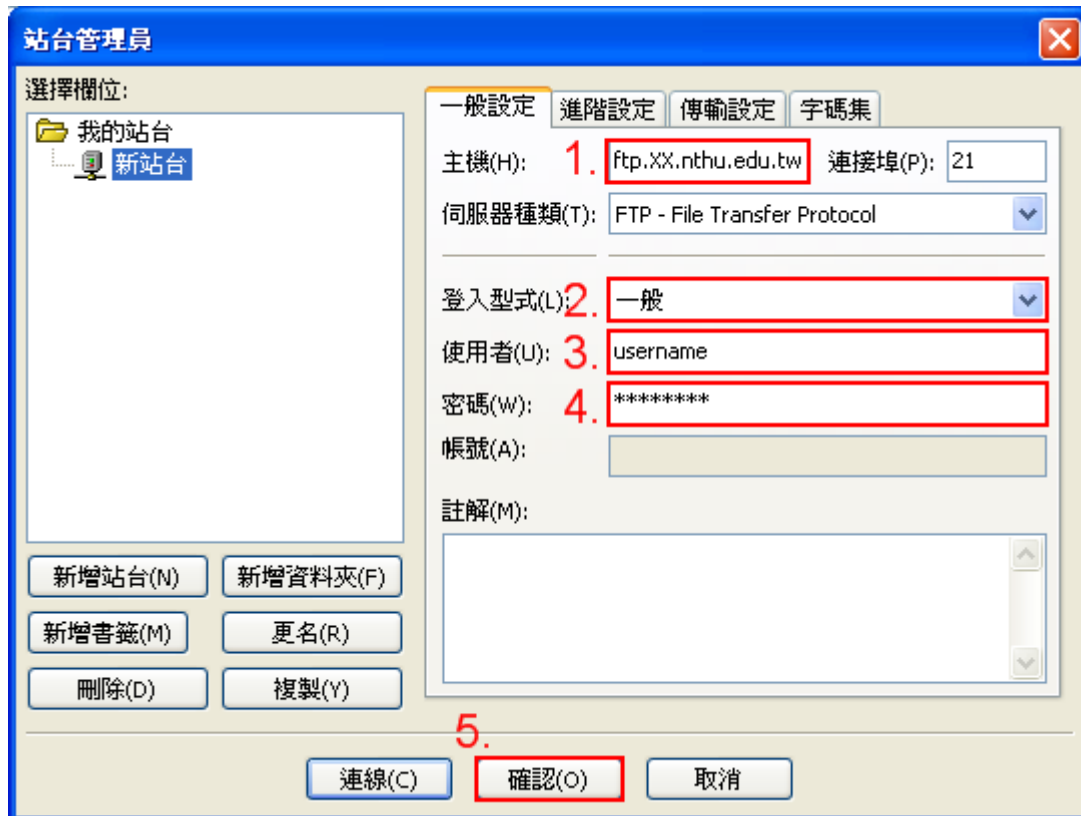 站台管理員
選擇欄位:
我的站台
新站台
新增站台(N) 新增資料夾(F)
新增書籤(M) 更名(R)
刪除(D) 複製(Y)
一般設定 進階設定 傳輸設定 字碼集
主機(H): 1. ftp.XX.nthu.edu.tw 連接埠(P): 21
伺服器種類(T): FTP - File Transfer Protocol
登入型式(L): 2. 一般
使用者(U): 3. username
密碼(W): 4. ********
帳號(A):
註解(M):
5.
連線(C) 確認(O) 取消